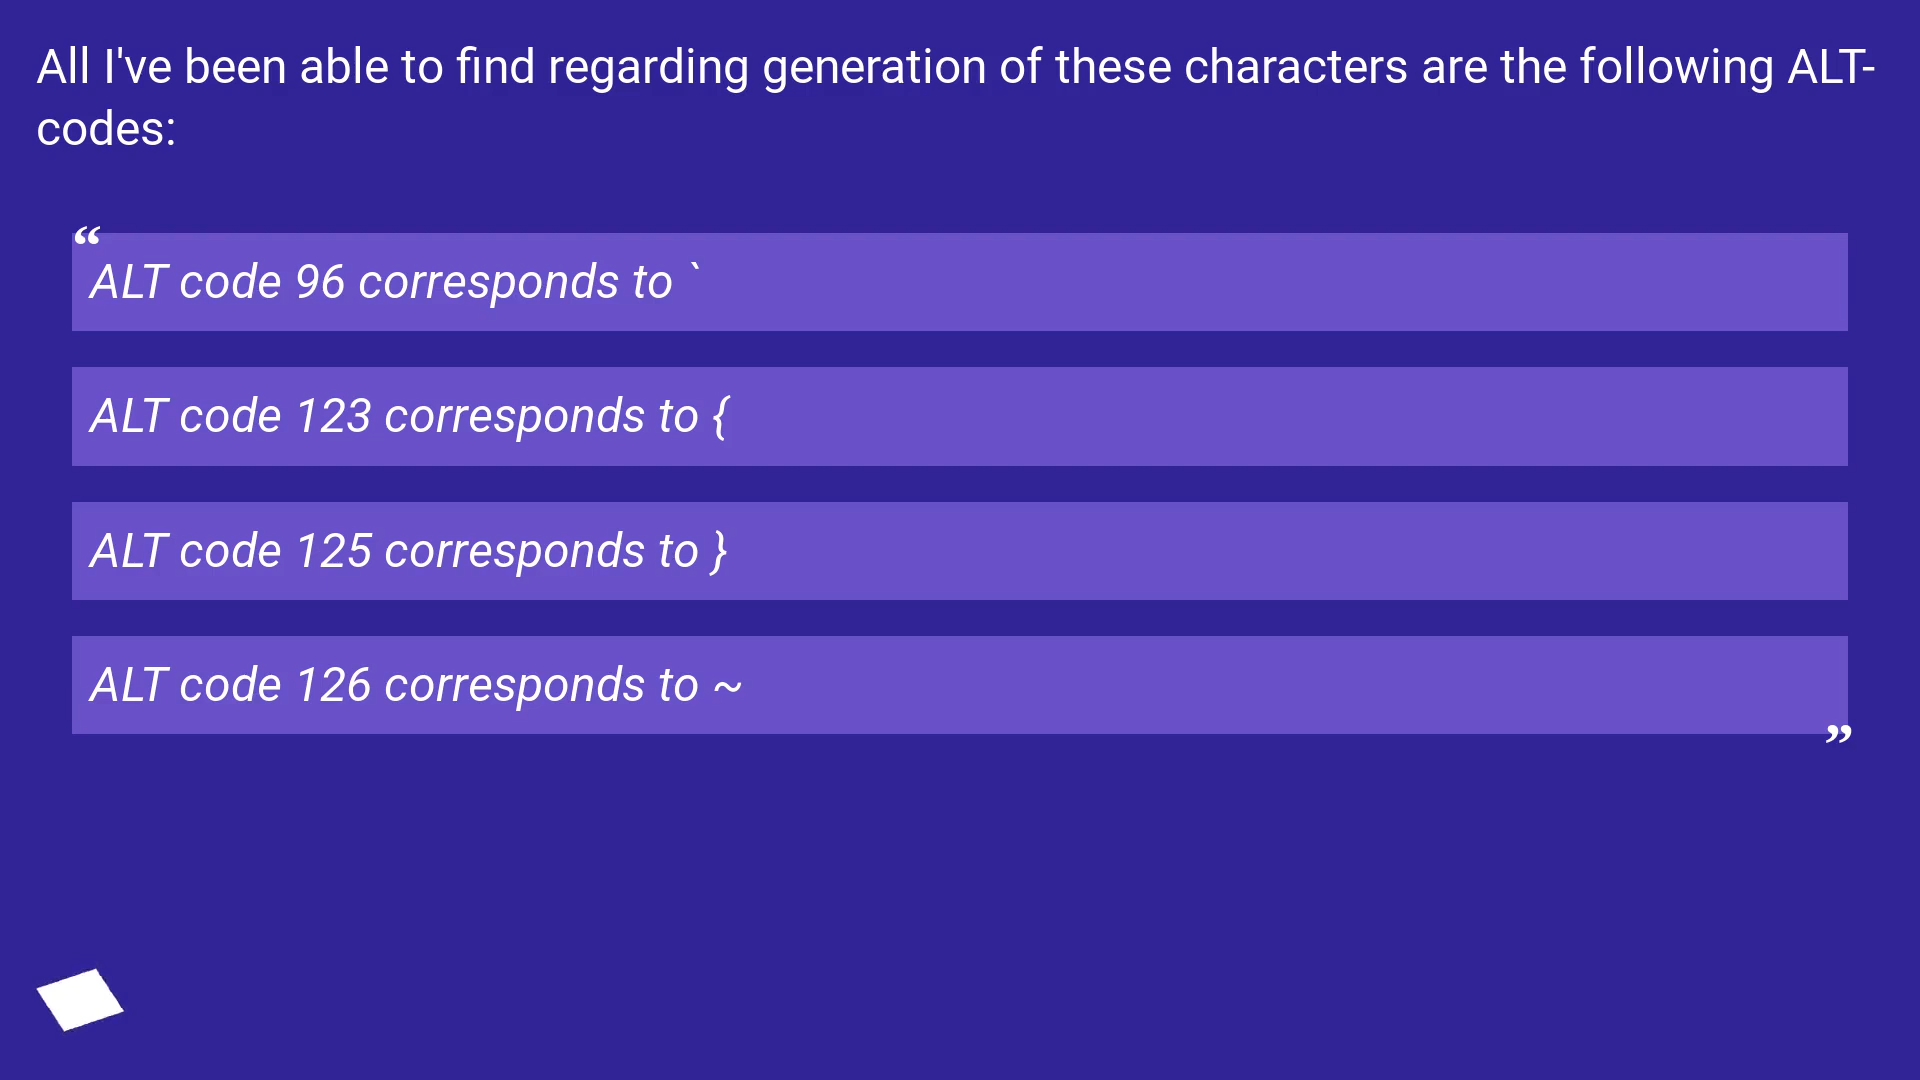 All I've been able to find regarding generation of these characters are the following ALT-
codes:
“
ALT code 96 corresponds to `
ALT code 123 corresponds to {
ALT code 125 corresponds to }
ALT code 126 corresponds to ~
”